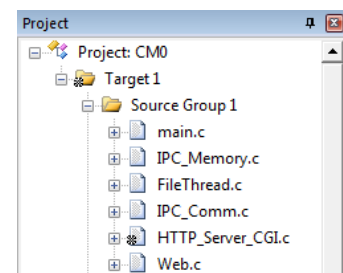 Project
Project: CM0
Target 1
Source Group 1
main.c
IPC_Memory.c
FileThread.c
IPC_Comm.c
HTTP_Server_CGI.c
Web.c